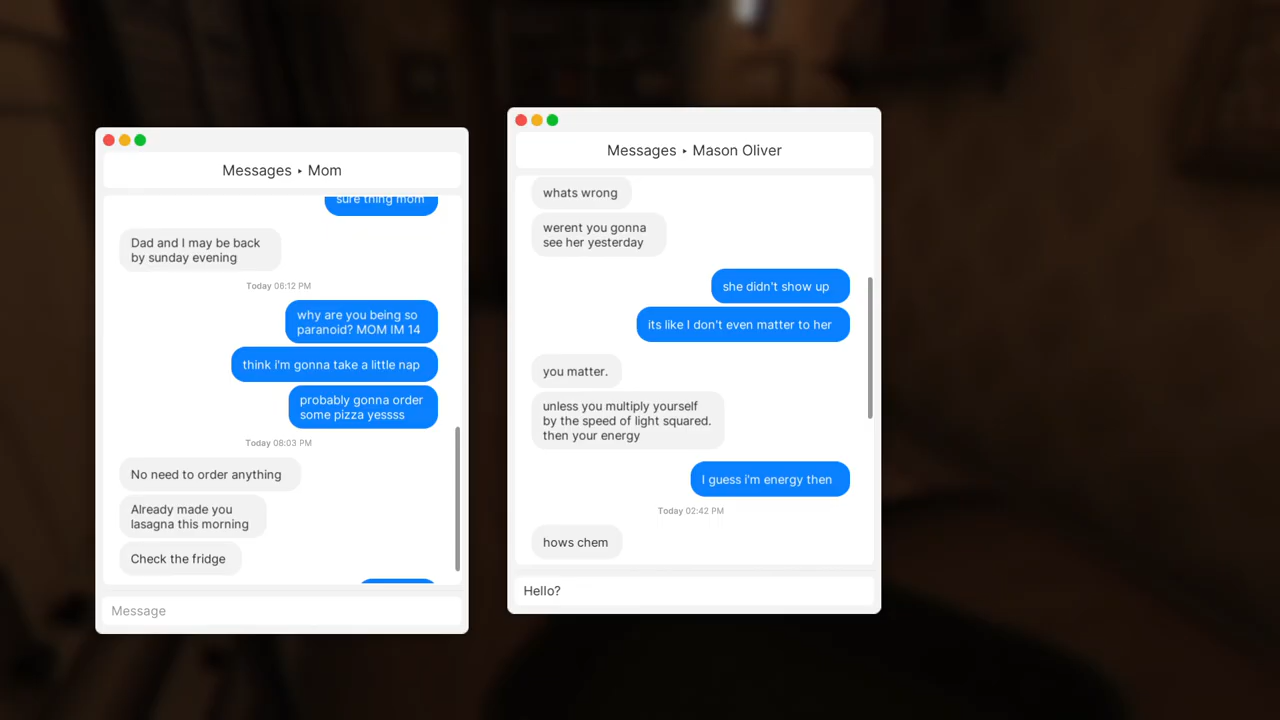 Messages ‣ Mom
sure thing mom
Dad and I may be back
by sunday evening
Today 06:12 PM
why are you being so
paranoid? MOM IM 14
think i'm gonna take a little nap
probably gonna order
some pizza yessss
Today 08:03 PM
No need to order anything
Already made you
lasagna this morning
Check the fridge
Message
Messages ‣ Mason Oliver
whats wrong
werent you gonna
see her yesterday
she didn't show up
its like I don't even matter to her
you matter.
unless you multiply yourself
by the speed of light squared.
then your energy
I guess i'm energy then
Today 02:42 PM
hows chem
Hello?